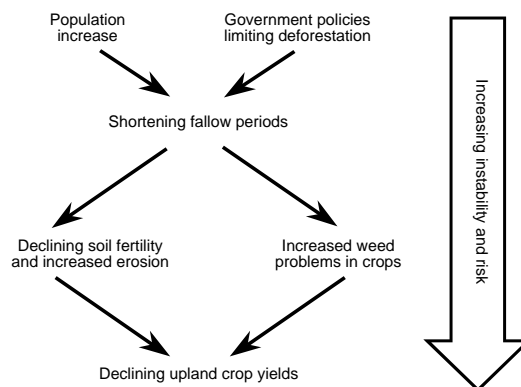 Population
increase
Government policies
limiting deforestation
Shortening fallow periods
Declining soil fertility
and increased erosion
Increased weed
problems in crops
Declining upland crop yields
Increasing instability and risk